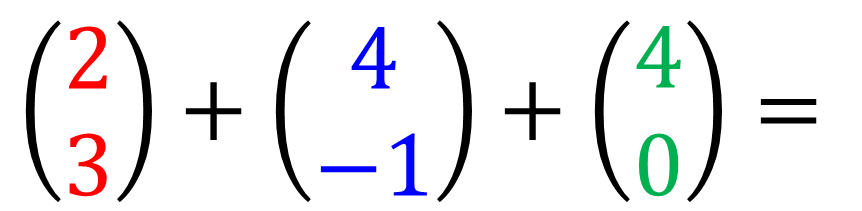 (2 3) + (4 −1) + (4 0) =